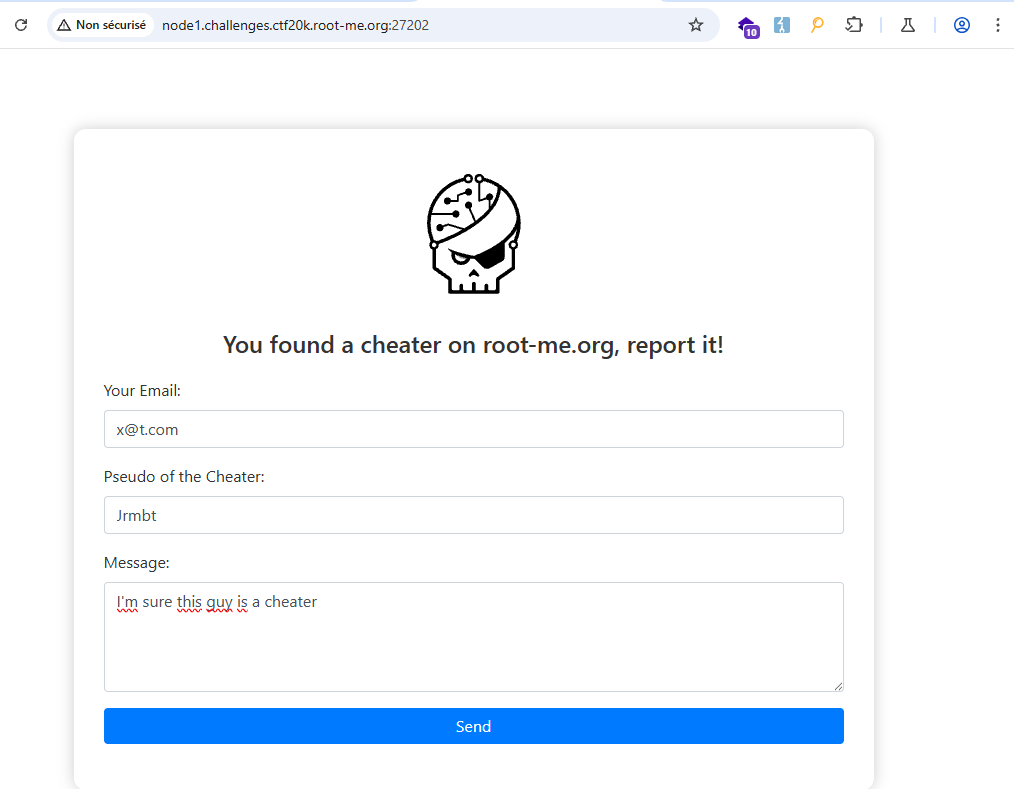 Non sécurisé node1.challenges.ctf20k.root-me.org:27202 10
You found a cheater on root-me.org, report it!
Your Email:
x@t.com
Pseudo of the Cheater:
Jrmbt
Message:
I'm sure this guy is a cheater
Send